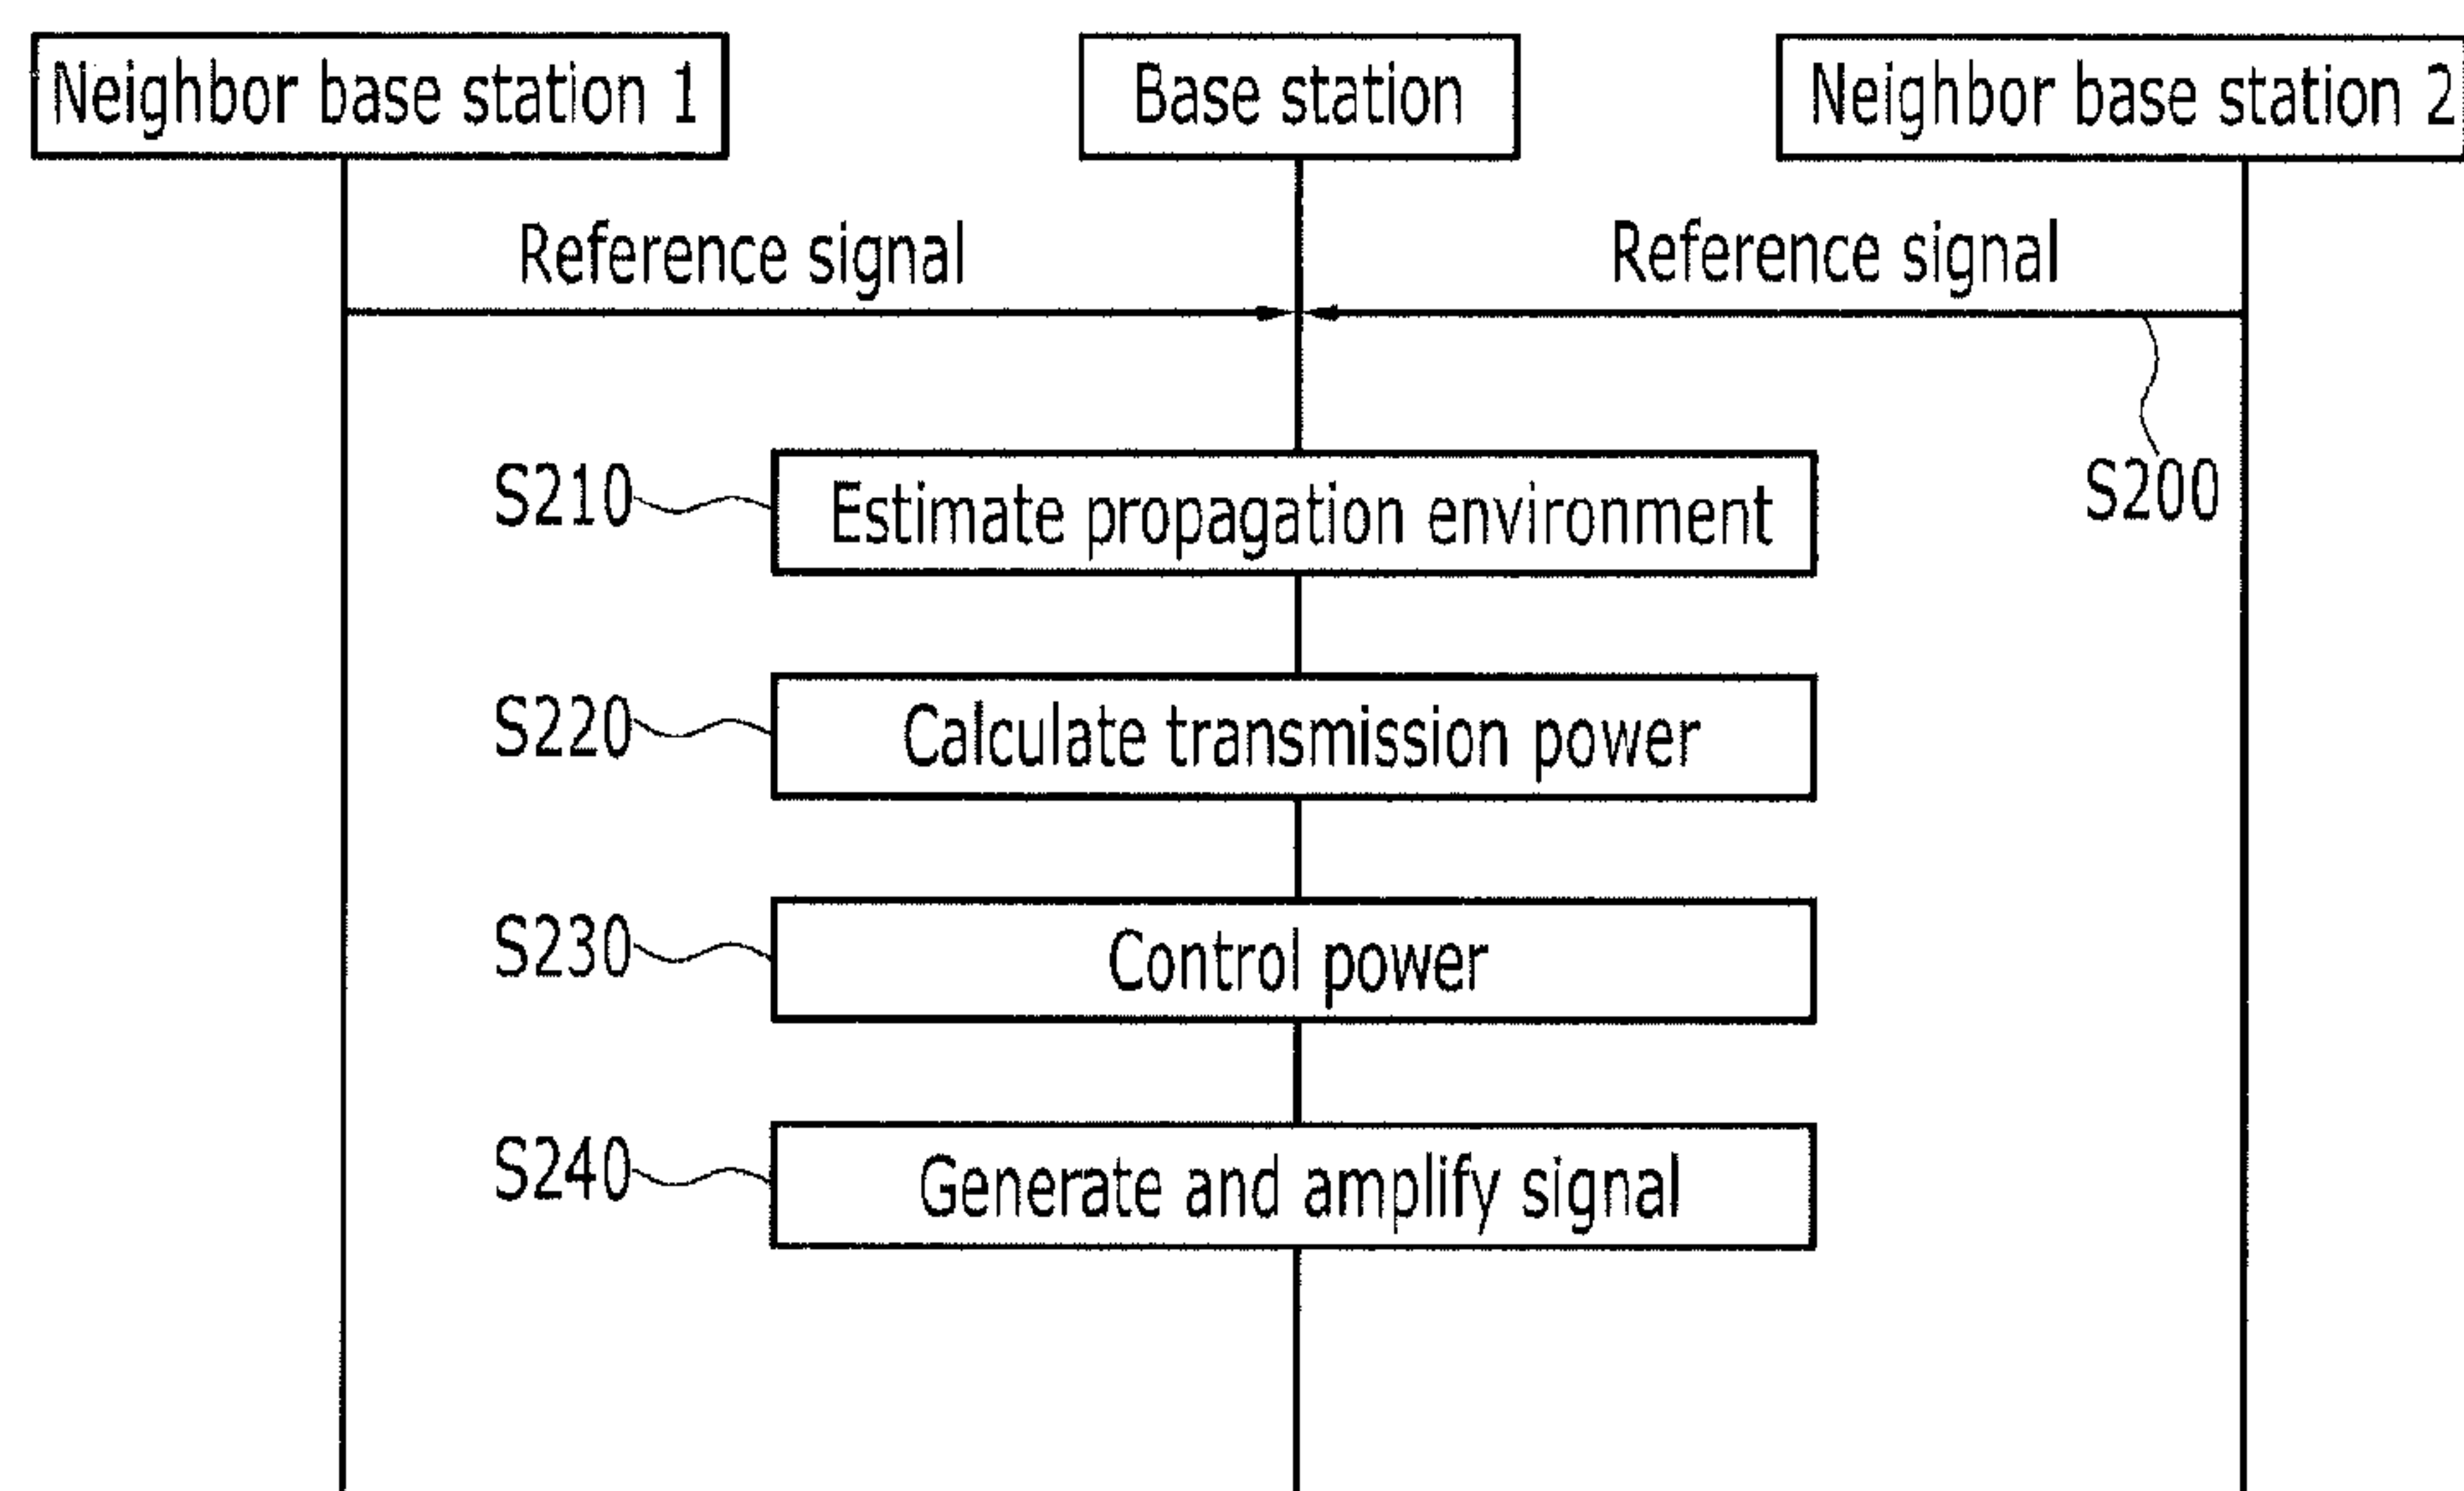 Neighbor base station 1
Base station
Neighbor base station 2
Reference signal
Reference signal
S200
S210
Estimate propagation environment
S220
Calculate transmission power
S230
Control power
S240
Generate and amplify signal